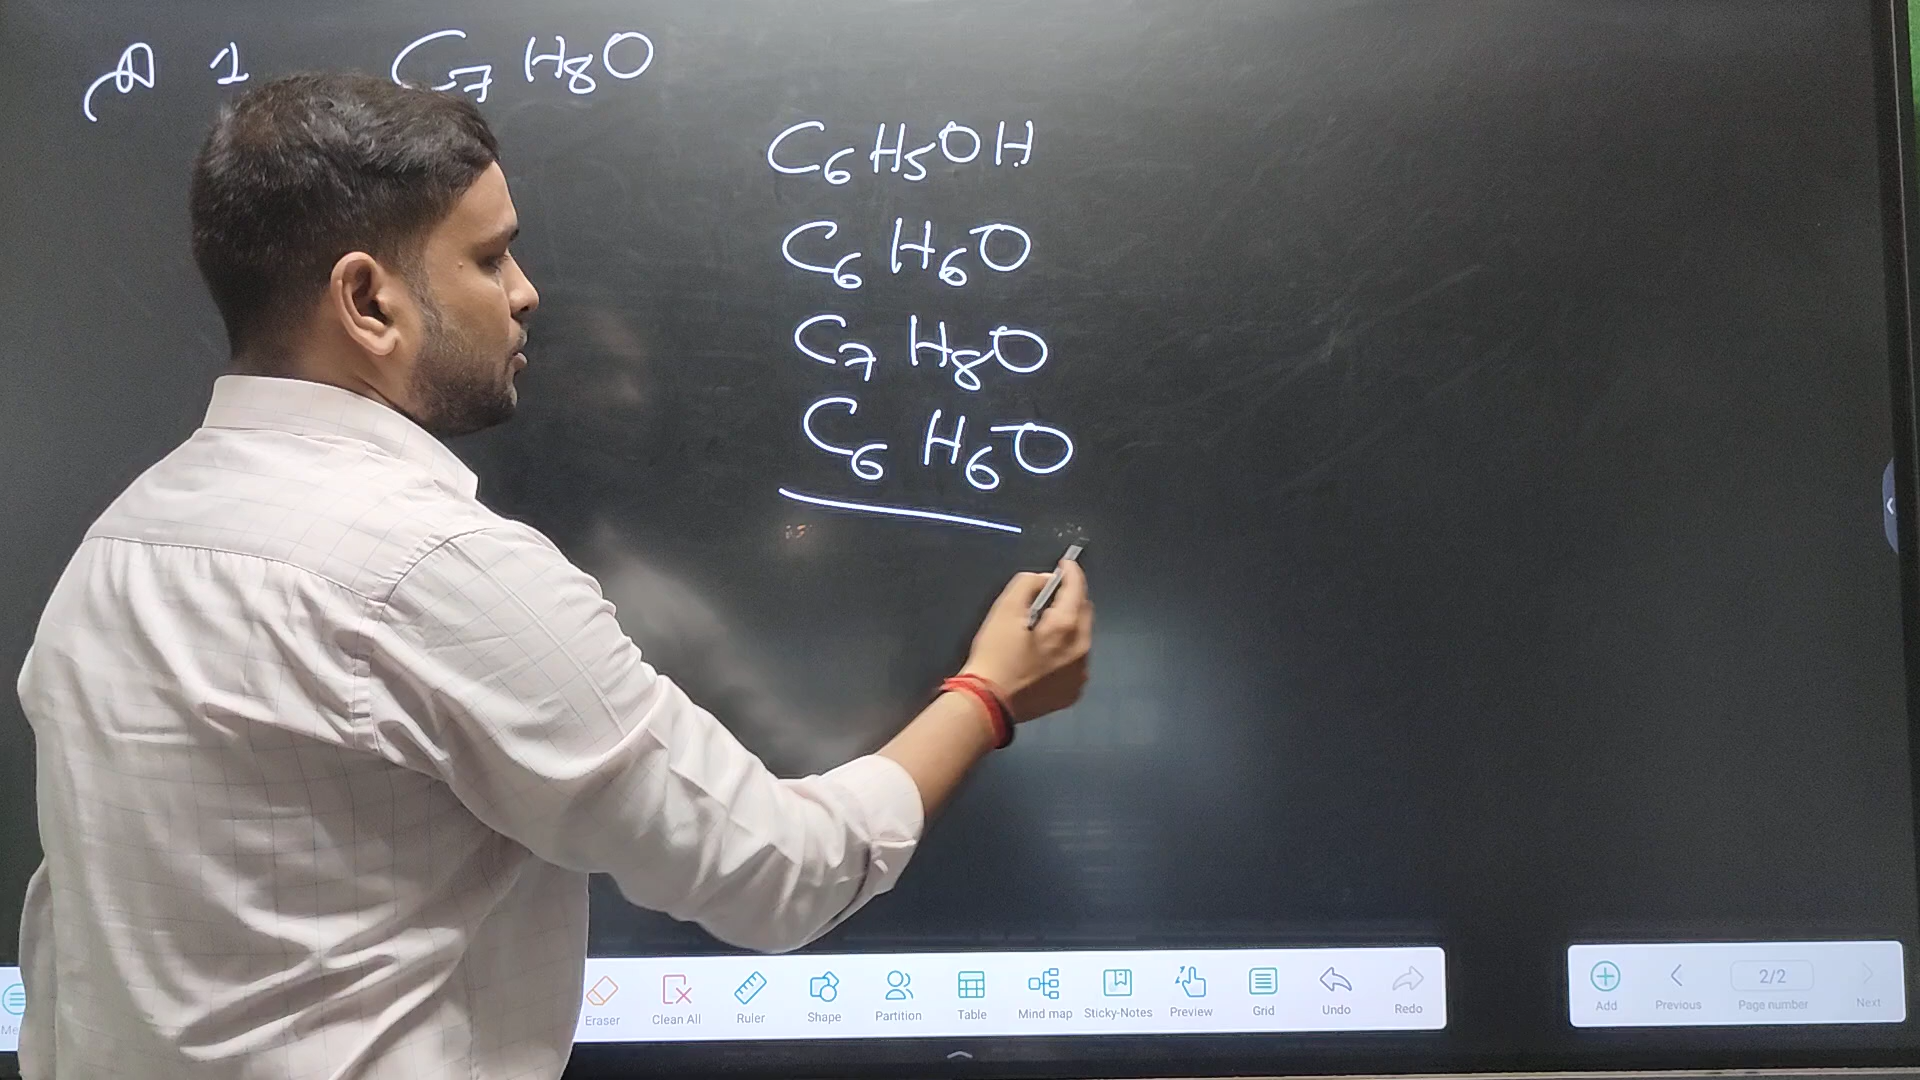 1 C₇H₈O
C₆H₅OH
C₆H₆O
C₇H₈O
C₆H₆O
Eraser Clean All Ruler Shape Partition Table Mind map Sticky-Notes Preview Grid Undo Redo
Add Previous 2/2 Page number Next